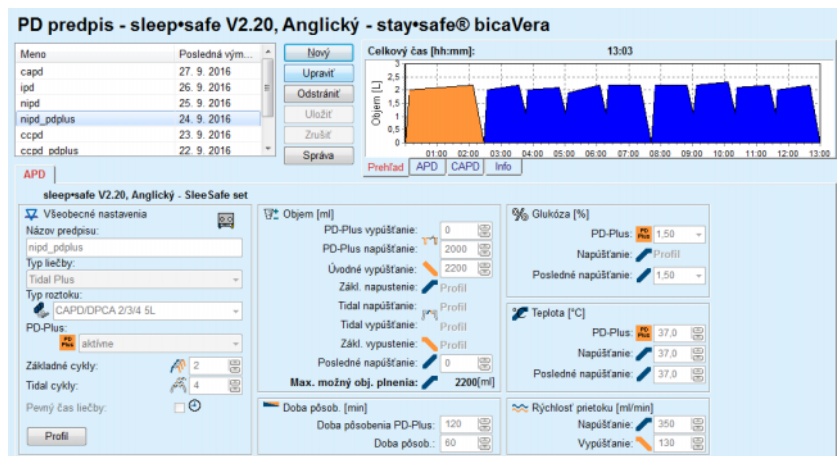 PD predpis - sleep•safe V2.20, Anglický - stay•safe® bicaVera
Meno Posledná vým...
capd 27. 9. 2016
ipd 26. 9. 2016
nipd 25. 9. 2016
nipd_pdplus 24. 9. 2016
ccpd 23. 9. 2016
ccpd_pdplus 22. 9. 2016
Nový
Upraviť
Odstrániť
Uložiť
Zrušiť
Správa
Celkový čas [hh:mm]: 13:03
Objem [L]
3
2,5
2
1,5
1
0,5
0
01:00 02:00 03:00 04:00 05:00 06:00 07:00 08:00 09:00 10:00 11:00 12:00 13:00
Prehľad APD CAPD Info
APD
sleep•safe V2.20, Anglický - SleeSafe set
Všeobecné nastavenia
Názov predpisu:
nipd_pdplus
Typ liečby:
Tidal Plus
Typ roztoku:
CAPD/DPCA 2/3/4 5L
PD-Plus:
PD Plus aktívne
Základné cykly: 2
Tidal cykly: 4
Pevný čas liečby:
Profil
Objem [ml]
PD-Plus vypúšťanie: 0
PD-Plus napúšťanie: 2000
Úvodné vypúšťanie: 2200
Zákl. napustenie: Profil
Tidal napúšťanie: Profil
Tidal vypúšťanie: Profil
Zákl. vypustenie: Profil
Posledné napúšťanie: 0
Max. možný obj. plnenia: 2200[ml]
Doba pôsob. [min]
Doba pôsobenia PD-Plus: 120
Doba pôsob.: 60
% Glukóza [%]
PD-Plus: PD Plus 1,50
Napúšťanie: Profil
Posledné napúšťanie: 1,50
Teplota [°C]
PD-Plus: PD Plus 37,0
Napúšťanie: 37,0
Posledné napúšťanie: 37,0
Rýchlosť prietoku [ml/min]
Napúšťanie: 350
Vypúšťanie: 130